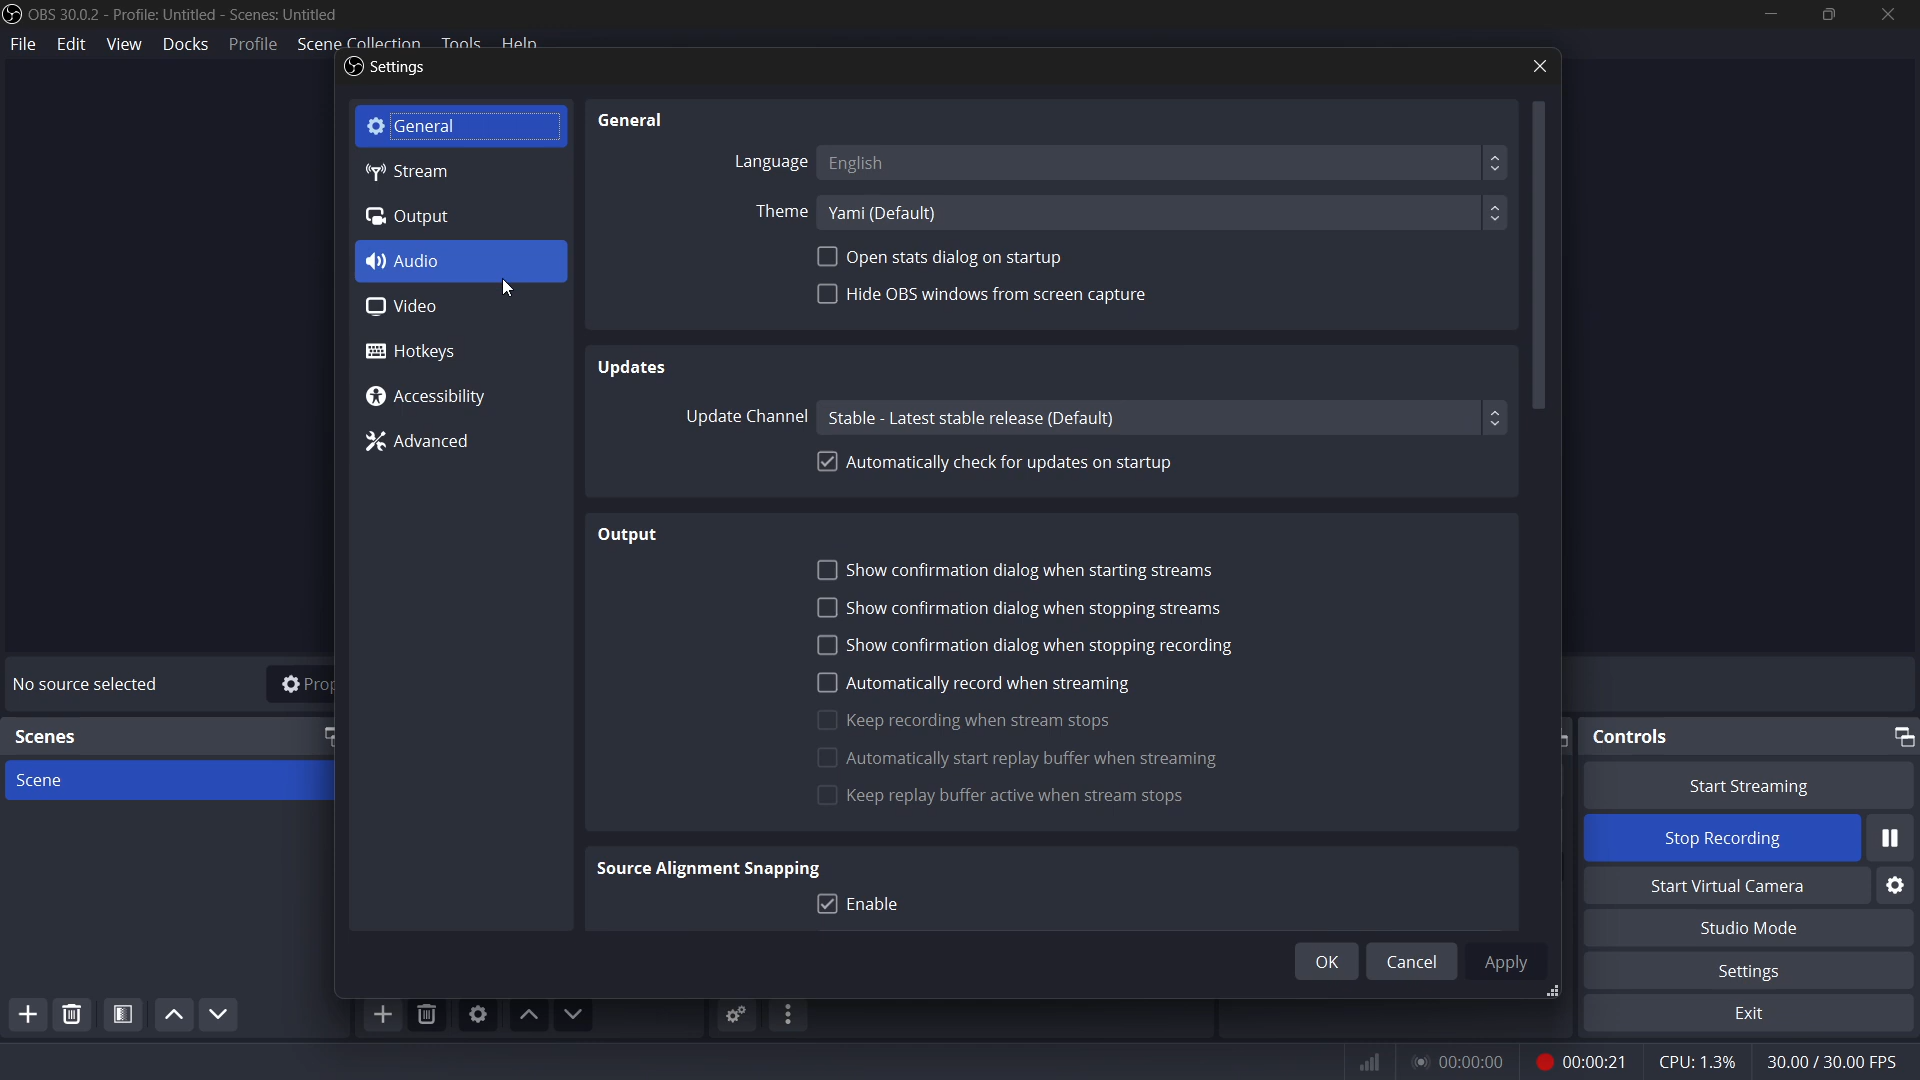 OBS 30.0.2 - Profile: Untitled - Scenes: Untitled
File Edit View Docks Profile Scene Collection Tools Help
Settings
General
Stream
Output
Audio
Video
Hotkeys
Accessibility
Advanced
General
Language English
Theme Yami (Default)
Open stats dialog on startup
Hide OBS windows from screen capture
Updates
Update Channel Stable - Latest stable release (Default)
Automatically check for updates on startup
Output
Show confirmation dialog when starting streams
Show confirmation dialog when stopping streams
Show confirmation dialog when stopping recording
Automatically record when streaming
Keep recording when stream stops
Automatically start replay buffer when streaming
Keep replay buffer active when stream stops
Source Alignment Snapping
Enable
OK Cancel Apply
No source selected
Prop
Scenes
Scene
Controls
Start Streaming
Stop Recording
Start Virtual Camera
Studio Mode
Settings
Exit
00:00:00 00:00:21 CPU: 1.3% 30.00 / 30.00 FPS